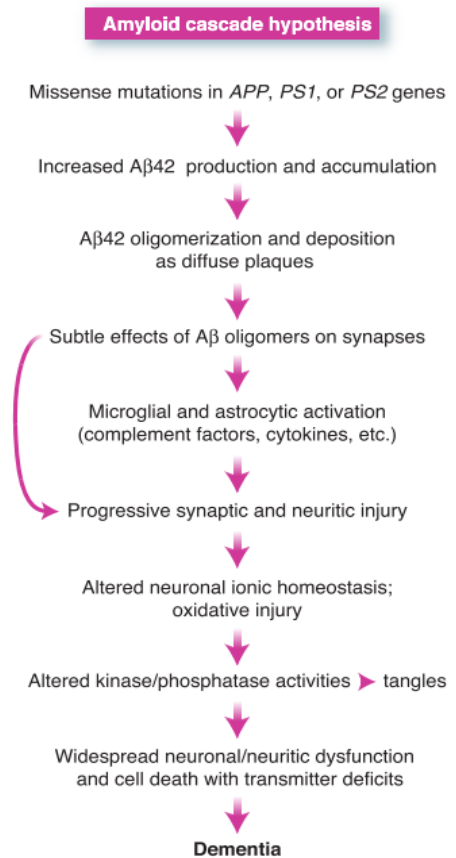 Amyloid cascade hypothesis
Missense mutations in APP, PS1, or PS2 genes
Increased Aβ42 production and accumulation
Aβ42 oligomerization and deposition
as diffuse plaques
Subtle effects of Aβ oligomers on synapses
Microglial and astrocytic activation
(complement factors, cytokines, etc.)
Progressive synaptic and neuritic injury
Altered neuronal ionic homeostasis;
oxidative injury
Altered kinase/phosphatase activities ➤ tangles
Widespread neuronal/neuritic dysfunction
and cell death with transmitter deficits
Dementia